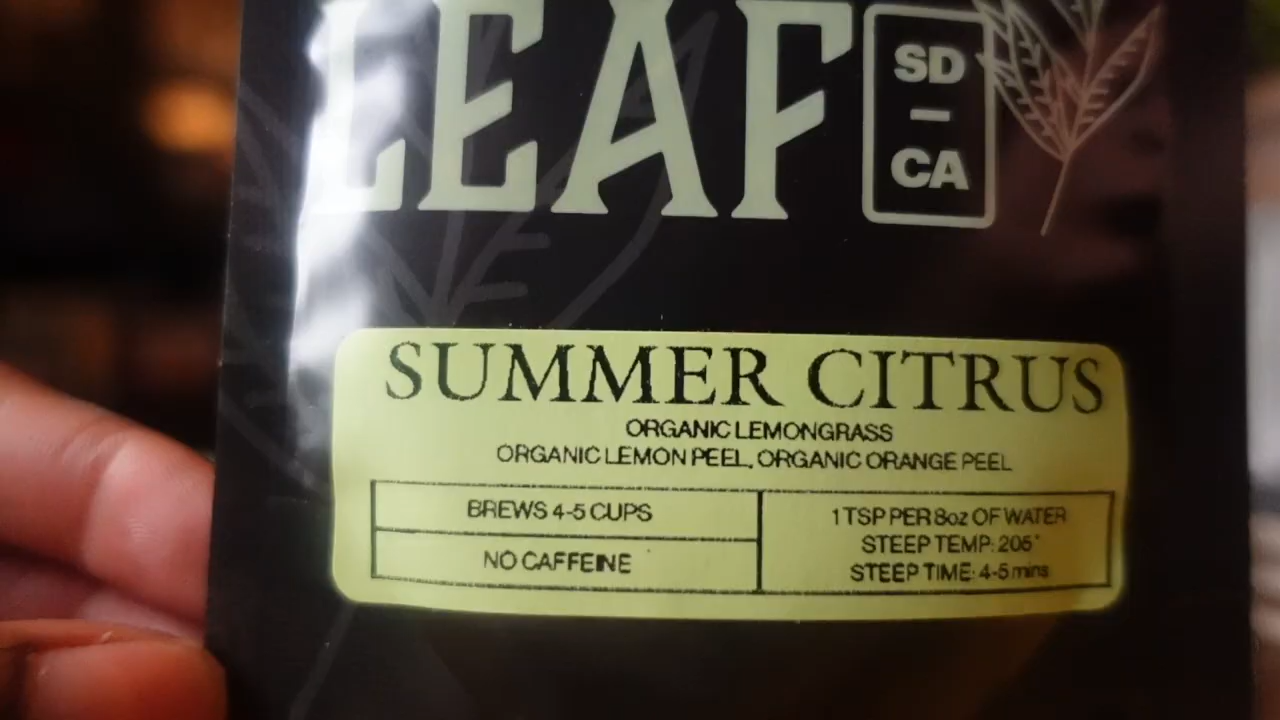 LEAF
SD
—
CA
SUMMER CITRUS
ORGANIC LEMONGRASS
ORGANIC LEMON PEEL, ORGANIC ORANGE PEEL
BREWS 4-5 CUPS
NO CAFFEINE
1 TSP PER 8oz OF WATER
STEEP TEMP: 205°
STEEP TIME: 4-5 mins